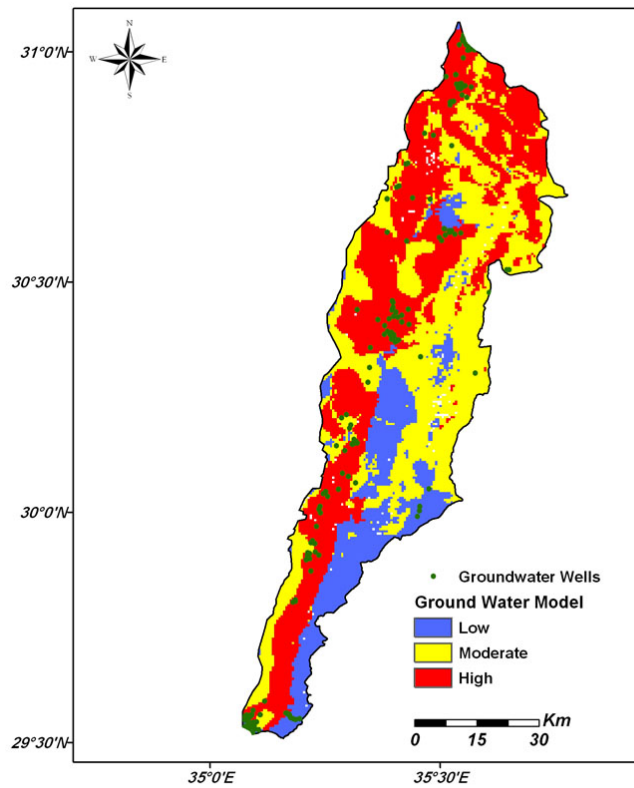 N
W E
S
31°0'N
30°30'N
30°0'N
29°30'N
35°0'E
35°30'E
Groundwater Wells
Ground Water Model
Low
Moderate
High
Km
0 15 30